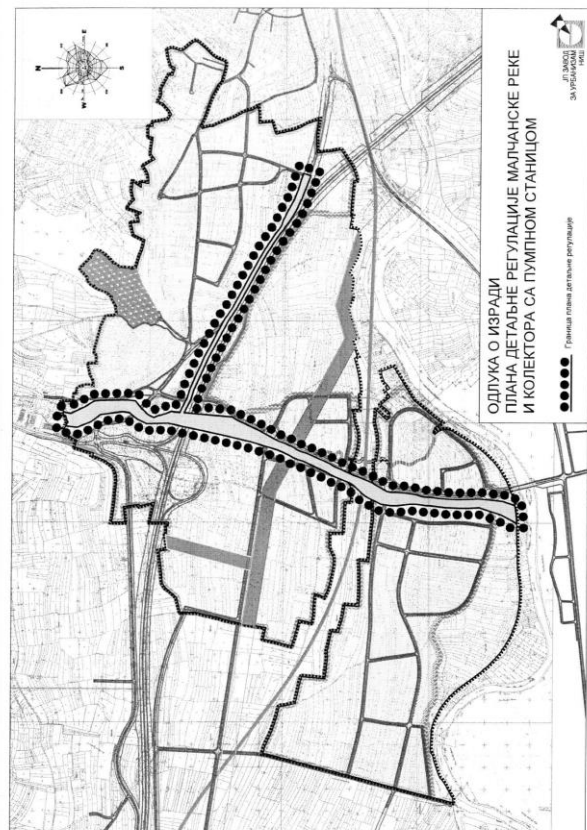 N
E
S
W
ЈП ЗАВОД
ЗА УРБАНИЗАМ
НИШ
ОДЛУКА О ИЗРАДИ
ПЛАНА ДЕТАЉНЕ РЕГУЛАЦИЈЕ МАЛЧАНСКЕ РЕКЕ
И КОЛЕКТОРА СА ПУМПНОМ СТАНИЦОМ
Граница плана детаљне регулације